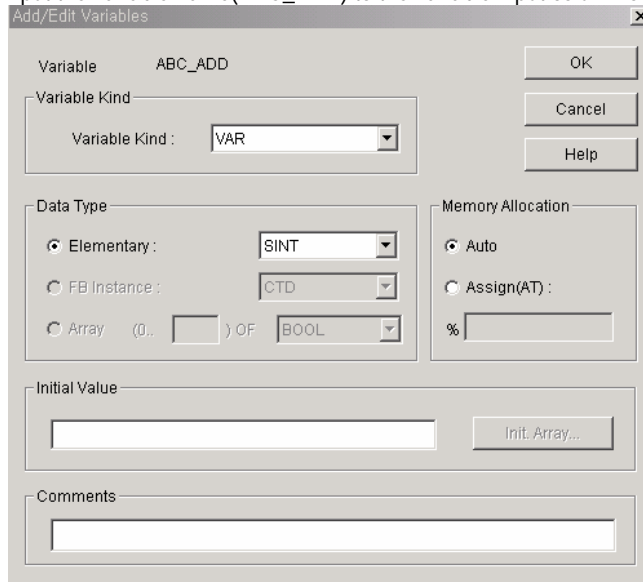 Add/Edit Variables
Variable ABC_ADD
OK
Variable Kind
Cancel
Variable Kind : VAR
Help
Data Type
Memory Allocation
Elementary : SINT
Auto
FB Instance : CTD
Assign(AT) :
Array (0.. ) OF BOOL
%
Initial Value
Init. Array...
Comments